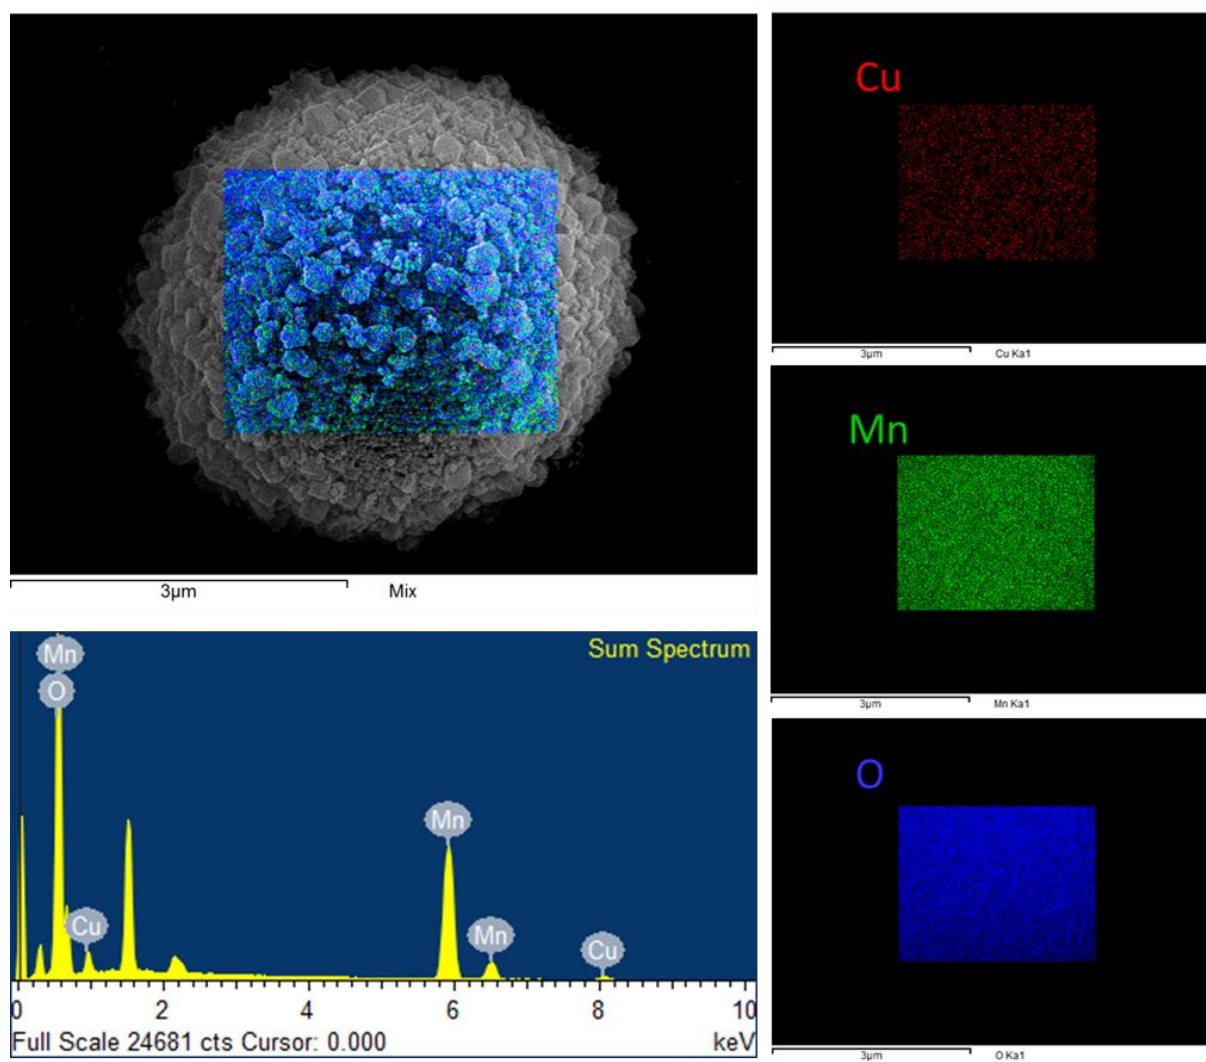 3µm Mix
Sum Spectrum
Mn
O
Cu
Mn
Mn
Cu
0 2 4 6 8 10
Full Scale 24681 cts Cursor: 0.000 keV
Cu
3µm Cu Ka1
Mn
3µm Mn Ka1
O
3µm O Ka1